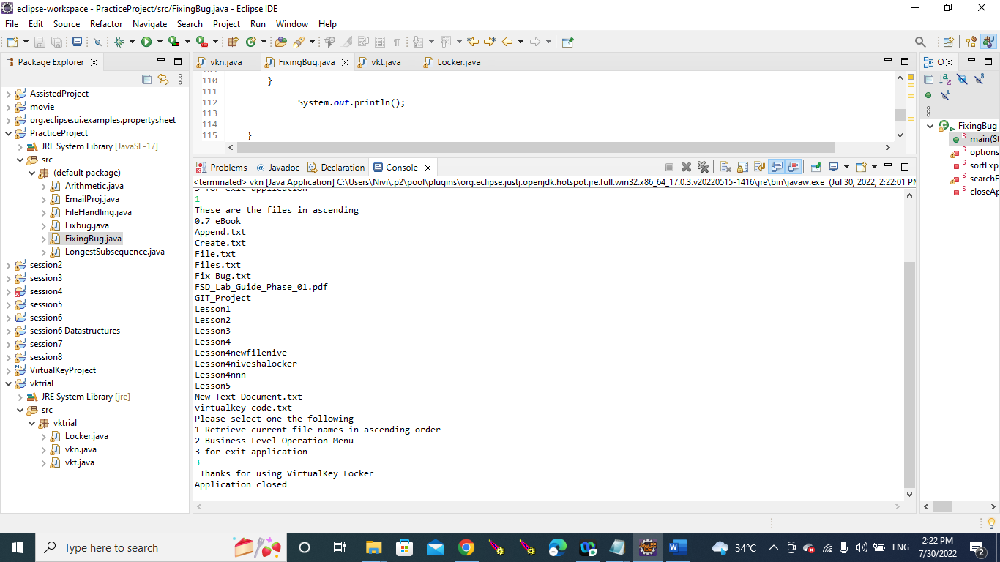 eclipse-workspace - PracticeProject/src/FixingBug.java - Eclipse IDE
File Edit Source Refactor Navigate Search Project Run Window Help
Package Explorer
AssistedProject
movie
org.eclipse.ui.examples.propertysheet
PracticeProject
JRE System Library [JavaSE-17]
src
(default package)
Arithmetic.java
EmailProj.java
FileHandling.java
Fixbug.java
FixingBug.java
LongestSubsequence.java
session2
session3
session4
session5
session6
session6 Datastructures
session7
session8
VirtualKeyProject
vktrial
JRE System Library [jre]
src
vktrial
Locker.java
vkn.java
vkt.java
vkn.java FixingBug.java vkt.java Locker.java
110 }
111
112 System.out.println();
113
114
115 }
Problems Javadoc Declaration Console
<terminated> vkn [Java Application] C:\Users\Nivi\.p2\pool\plugins\org.eclipse.justj.openjdk.hotspot.jre.full.win32.x86_64_17.0.3.v20220515-1416\jre\bin\javaw.exe (Jul 30, 2022, 2:22:01 PM
3 for exit application
1
These are the files in ascending
0.7 eBook
Append.txt
Create.txt
File.txt
Files.txt
Fix Bug.txt
FSD_Lab_Guide_Phase_01.pdf
GIT_Project
Lesson1
Lesson2
Lesson3
Lesson4
Lesson4newfilenive
Lesson4niveshalocker
Lesson4nnn
Lesson5
New Text Document.txt
virtualkey code.txt
Please select one the following
1 Retrieve current file names in ascending order
2 Business Level Operation Menu
3 for exit application
3
Thanks for using VirtualKey Locker
Application closed
O
FixingBug
main(St
options
sortExp
searchE
closeAp
Type here to search
34°C
ENG
2:22 PM
7/30/2022
2